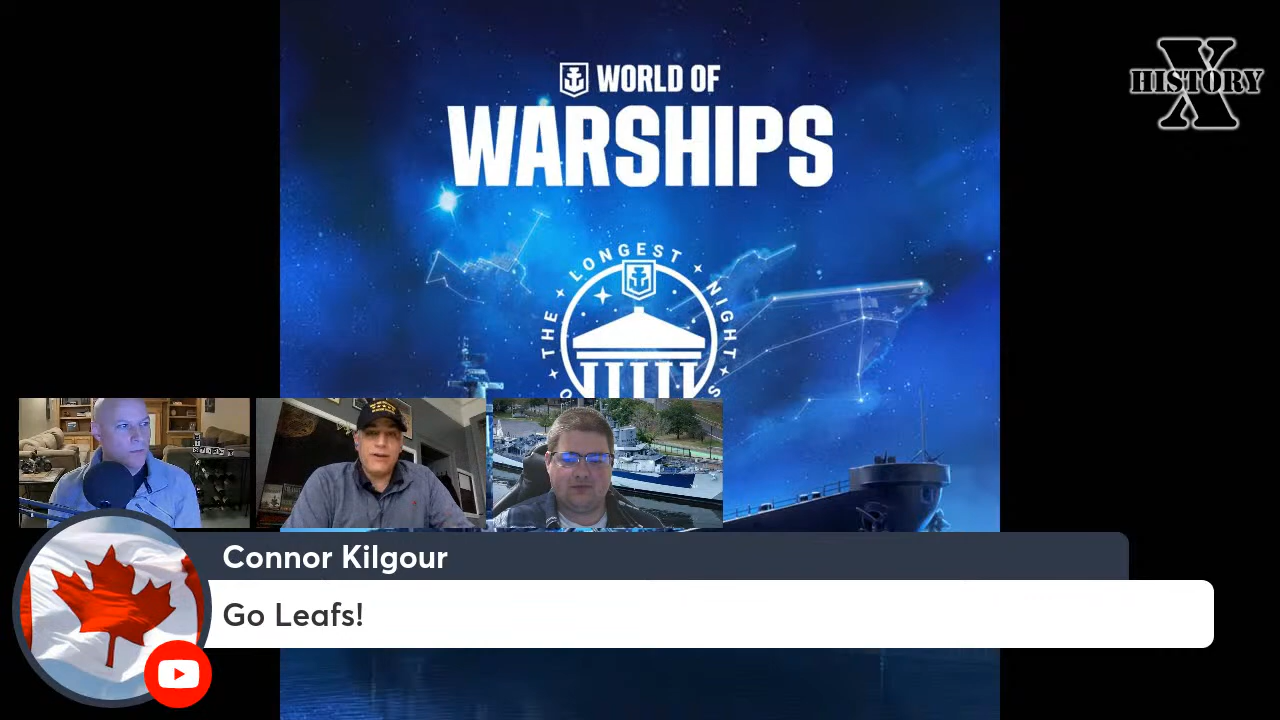 WORLD OF
WARSHIPS
X
HISTORY
THE LONGEST NIGHT
Connor Kilgour
Go Leafs!